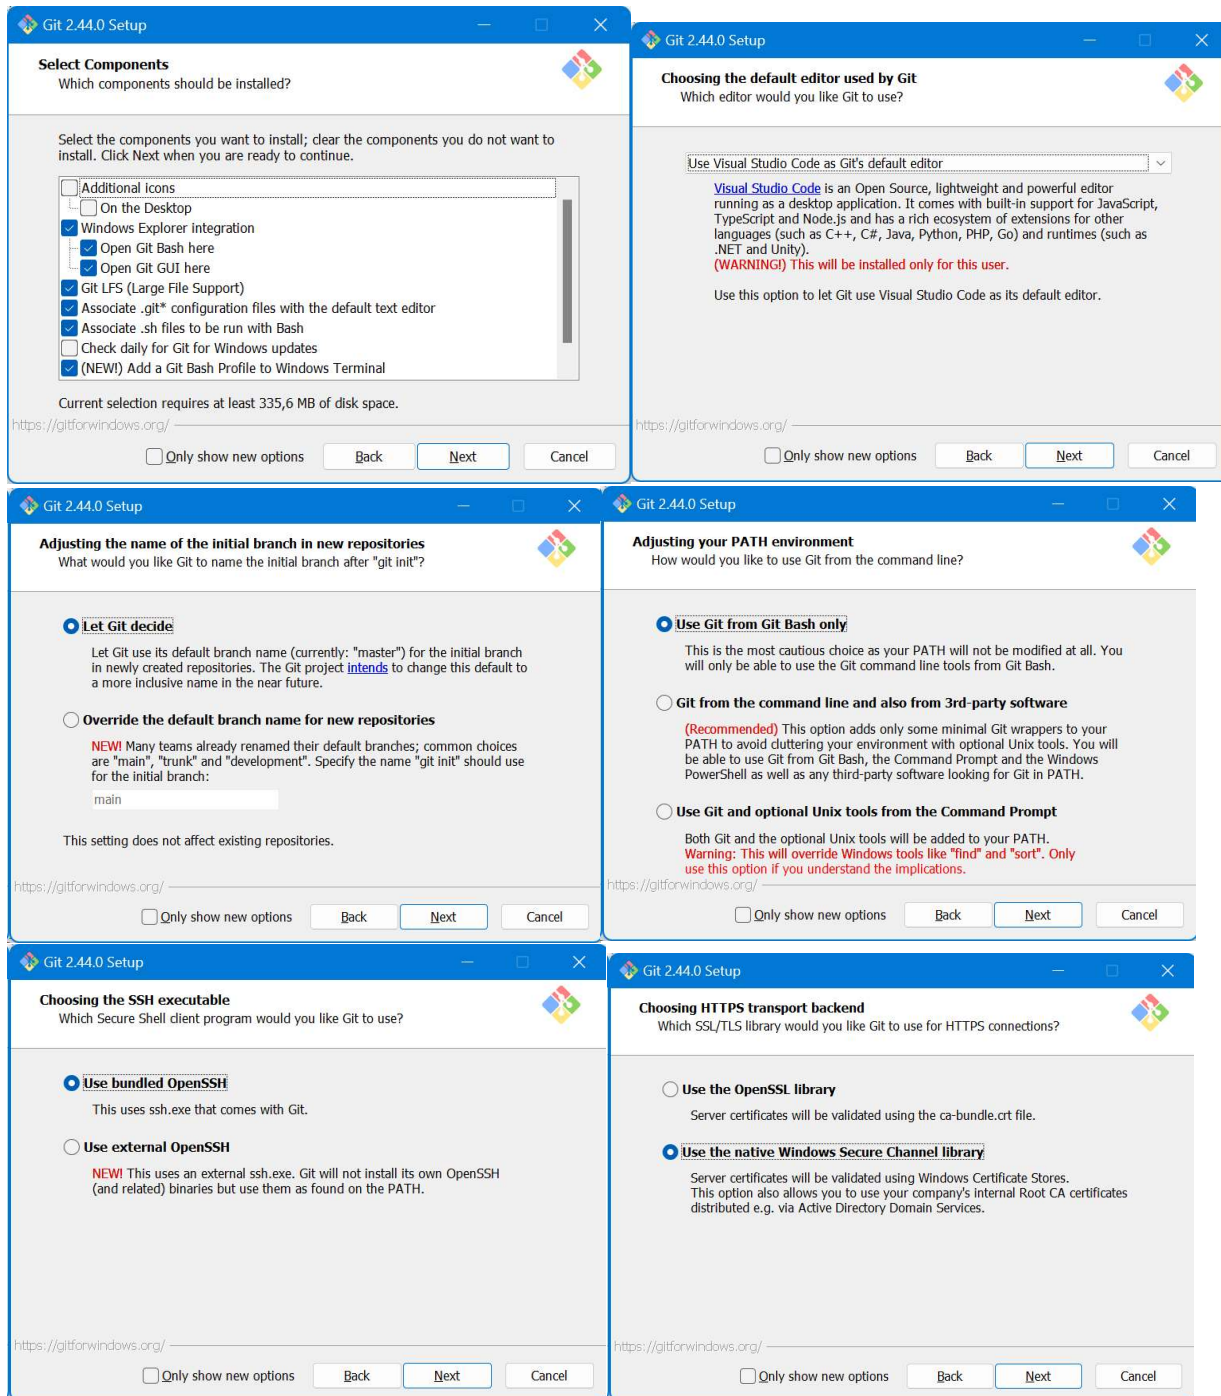 Git 2.44.0 Setup
Select Components
Which components should be installed?
Select the components you want to install; clear the components you do not want to
install. Click Next when you are ready to continue.
Additional icons
On the Desktop
Windows Explorer integration
Open Git Bash here
Open Git GUI here
Git LFS (Large File Support)
Associate .git* configuration files with the default text editor
Associate .sh files to be run with Bash
Check daily for Git for Windows updates
(NEW!) Add a Git Bash Profile to Windows Terminal
Current selection requires at least 335,6 MB of disk space.
https://gitforwindows.org/
Only show new options
Back
Next
Cancel
Git 2.44.0 Setup
Choosing the default editor used by Git
Which editor would you like Git to use?
Use Visual Studio Code as Git's default editor
Visual Studio Code is an Open Source, lightweight and powerful editor
running as a desktop application. It comes with built-in support for JavaScript,
TypeScript and Node.js and has a rich ecosystem of extensions for other
languages (such as C++, C#, Java, Python, PHP, Go) and runtimes (such as
.NET and Unity).
(WARNING!) This will be installed only for this user.
Use this option to let Git use Visual Studio Code as its default editor.
https://gitforwindows.org/
Only show new options
Back
Next
Cancel
Git 2.44.0 Setup
Adjusting the name of the initial branch in new repositories
What would you like Git to name the initial branch after "git init"?
Let Git decide
Let Git use its default branch name (currently: "master") for the initial branch
in newly created repositories. The Git project intends to change this default to
a more inclusive name in the near future.
Override the default branch name for new repositories
NEW! Many teams already renamed their default branches; common choices
are "main", "trunk" and "development". Specify the name "git init" should use
for the initial branch:
main
This setting does not affect existing repositories.
https://gitforwindows.org/
Only show new options
Back
Next
Cancel
Git 2.44.0 Setup
Adjusting your PATH environment
How would you like to use Git from the command line?
Use Git from Git Bash only
This is the most cautious choice as your PATH will not be modified at all. You
will only be able to use the Git command line tools from Git Bash.
Git from the command line and also from 3rd-party software
(Recommended) This option adds only some minimal Git wrappers to your
PATH to avoid cluttering your environment with optional Unix tools. You will
be able to use Git from Git Bash, the Command Prompt and the Windows
PowerShell as well as any third-party software looking for Git in PATH.
Use Git and optional Unix tools from the Command Prompt
Both Git and the optional Unix tools will be added to your PATH.
Warning: This will override Windows tools like "find" and "sort". Only
use this option if you understand the implications.
https://gitforwindows.org/
Only show new options
Back
Next
Cancel
Git 2.44.0 Setup
Choosing the SSH executable
Which Secure Shell client program would you like Git to use?
Use bundled OpenSSH
This uses ssh.exe that comes with Git.
Use external OpenSSH
NEW! This uses an external ssh.exe. Git will not install its own OpenSSH
(and related) binaries but use them as found on the PATH.
https://gitforwindows.org/
Only show new options
Back
Next
Cancel
Git 2.44.0 Setup
Choosing HTTPS transport backend
Which SSL/TLS library would you like Git to use for HTTPS connections?
Use the OpenSSL library
Server certificates will be validated using the ca-bundle.crt file.
Use the native Windows Secure Channel library
Server certificates will be validated using Windows Certificate Stores.
This option also allows you to use your company's internal Root CA certificates
distributed e.g. via Active Directory Domain Services.
https://gitforwindows.org/
Only show new options
Back
Next
Cancel